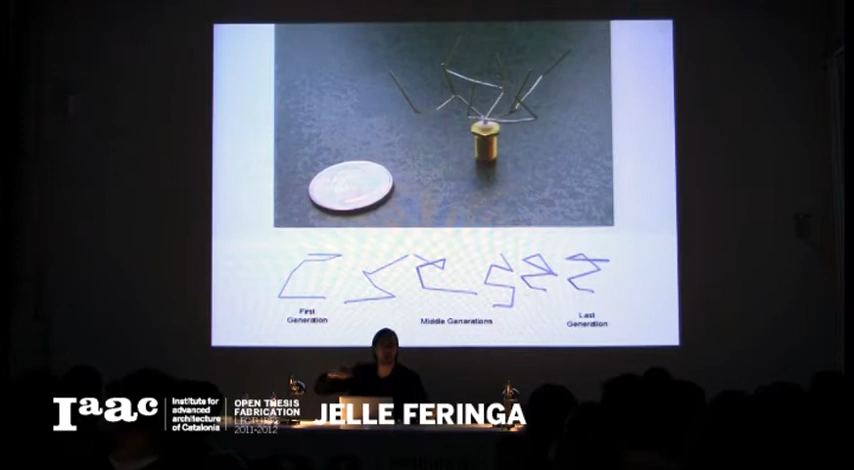 First
Generation
Middle Generations
Last
Generation
Iaac
Institute for
advanced
architecture
of Catalonia
OPEN THESIS
FABRICATION
LECTURES
2011-2012
JELLE FERINGA